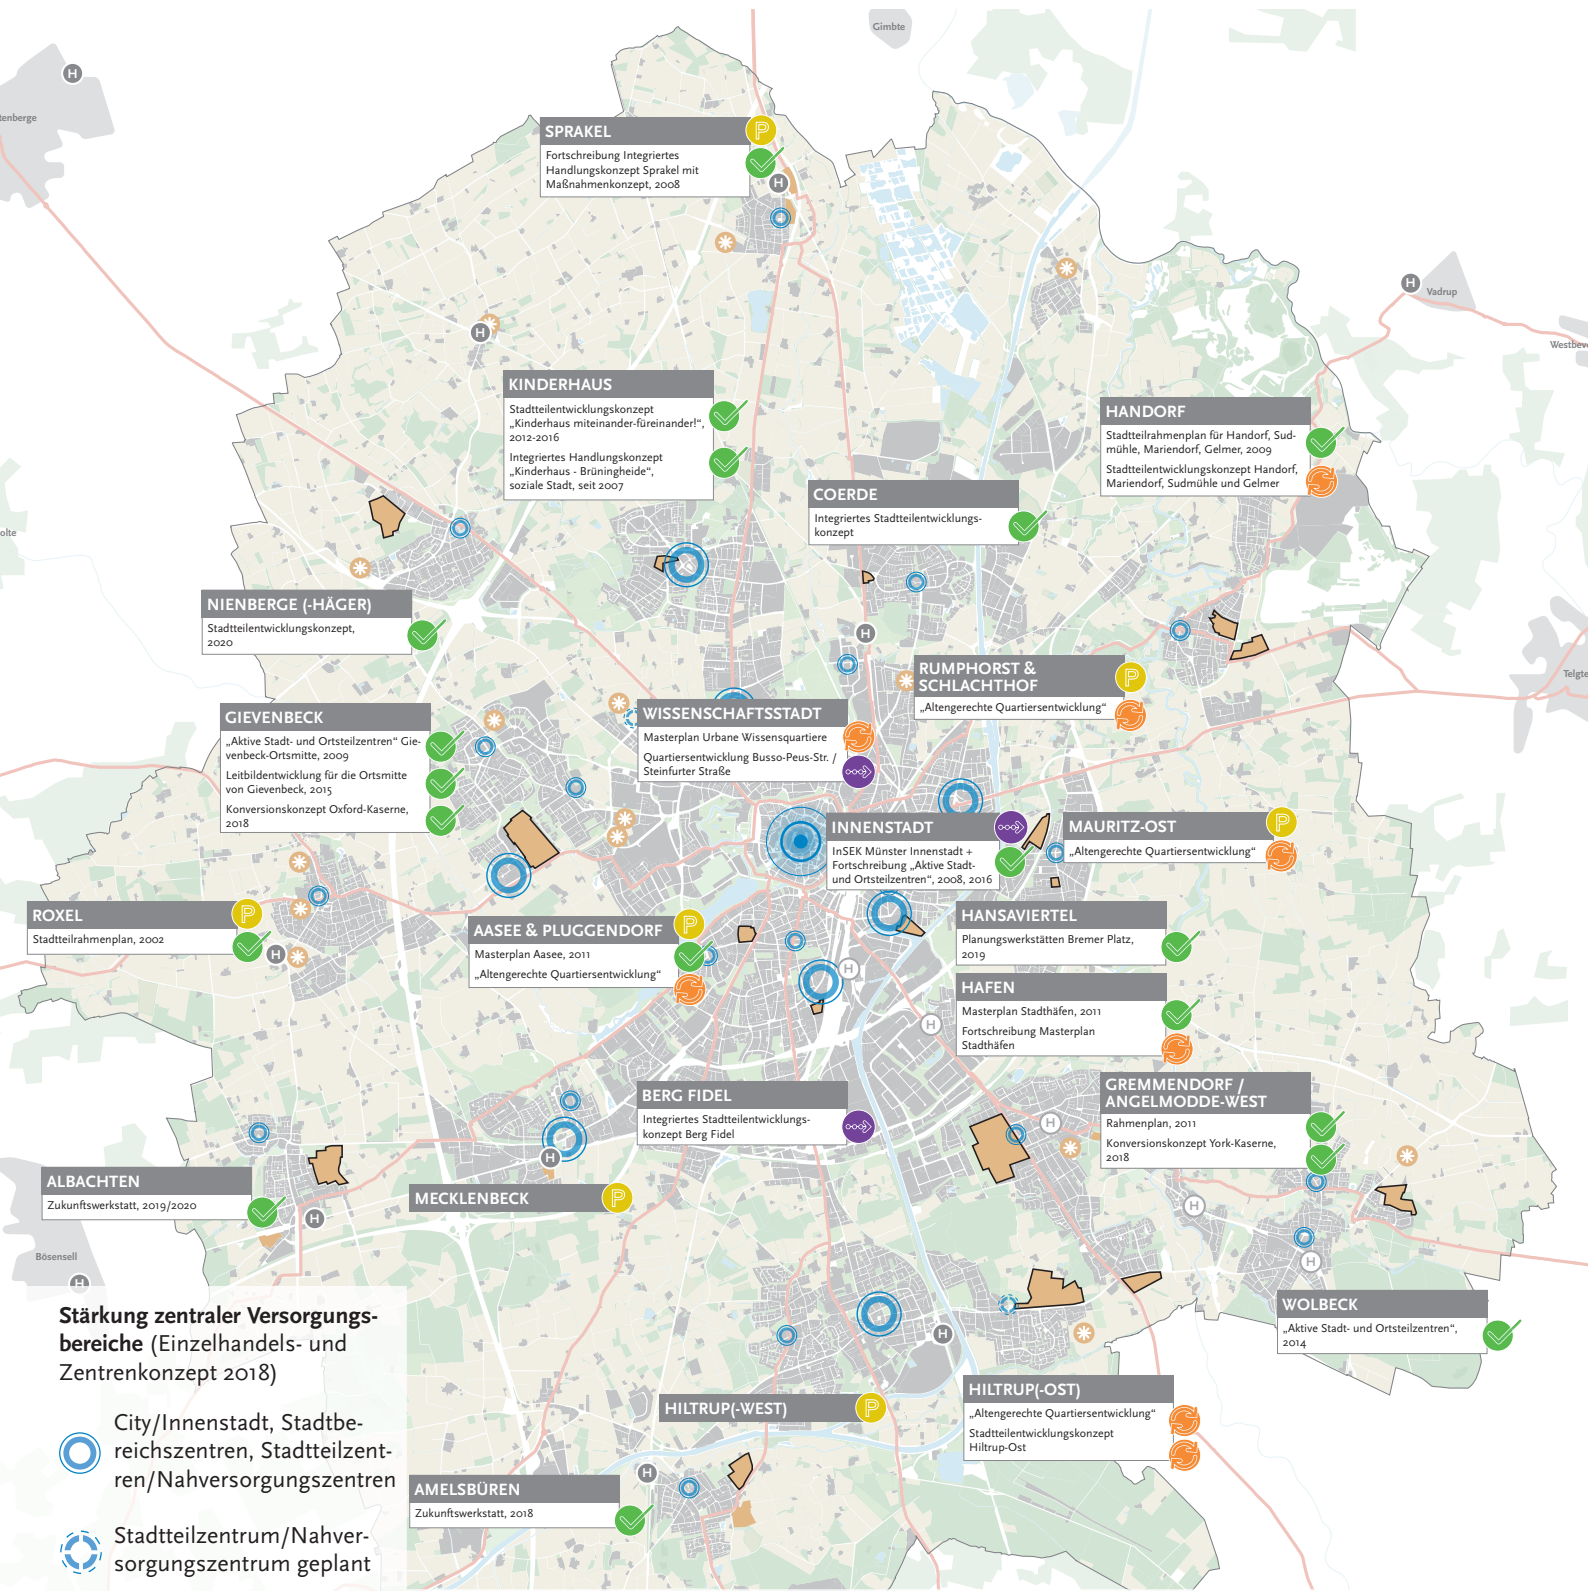 Gimbte
H
tenberge
SPRAKEL
P
Fortschreibung Integriertes
Handlungskonzept Sprakel mit
Maßnahmenkonzept, 2008
H
H
Vadrup
Westbev
H
KINDERHAUS
Stadtteilentwicklungskonzept
„Kinderhaus miteinander-füreinander!“,
2012-2016
Integriertes Handlungskonzept
„Kinderhaus - Brüningheide“,
soziale Stadt, seit 2007
HANDORF
Stadtteilrahmenplan für Handorf, Sud-
mühle, Mariendorf, Gelmer, 2009
Stadtteilentwicklungskonzept Handorf,
Mariendorf, Sudmühle und Gelmer
COERDE
Integriertes Stadtteilentwicklungs-
konzept
olte
NIENBERGE (-HÄGER)
Stadtteilentwicklungskonzept,
2020
H
RUMPHORST &
SCHLACHTHOF
P
„Altengerechte Quartiersentwicklung“
Telgte
GIEVENBECK
„Aktive Stadt- und Ortsteilzentren“ Gie-
venbeck-Ortsmitte, 2009
Leitbildentwicklung für die Ortsmitte
von Gievenbeck, 2015
Konversionskonzept Oxford-Kaserne,
2018
WISSENSCHAFTSSTADT
Masterplan Urbane Wissensquartiere
Quartiersentwicklung Busso-Peus-Str. /
Steinfurter Straße
INNENSTADT
InSEK Münster Innenstadt +
Fortschreibung „Aktive Stadt-
und Ortsteilzentren“, 2008, 2016
MAURITZ-OST
P
„Altengerechte Quartiersentwicklung“
ROXEL
P
Stadtteilrahmenplan, 2002
H
AASEE & PLUGGENDORF
P
Masterplan Aasee, 2011
„Altengerechte Quartiersentwicklung“
H
HANSAVIERTEL
Planungswerkstätten Bremer Platz,
2019
HAFEN
Masterplan Stadthäfen, 2011
Fortschreibung Masterplan
Stadthäfen
H
BERG FIDEL
Integriertes Stadtteilentwicklungs-
konzept Berg Fidel
GREMMENDORF /
ANGELMODDE-WEST
Rahmenplan, 2011
Konversionskonzept York-Kaserne,
2018
H
H
ALBACHTEN
Zukunftswerkstatt, 2019/2020
H
MECKLENBECK
P
H
H
Bösensell
H
WOLBECK
„Aktive Stadt- und Ortsteilzentren“,
2014
H
HILTRUP(-WEST)
P
HILTRUP(-OST)
„Altengerechte Quartiersentwicklung“
Stadtteilentwicklungskonzept
Hiltrup-Ost
H
AMELSBÜREN
Zukunftswerkstatt, 2018
Stärkung zentraler Versorgungs-
bereiche (Einzelhandels- und
Zentrenkonzept 2018)
City/Innenstadt, Stadtbe-
reichszentren, Stadtteilzent-
ren/Nahversorgungszentren
Stadtteilzentrum/Nahver-
sorgungszentrum geplant